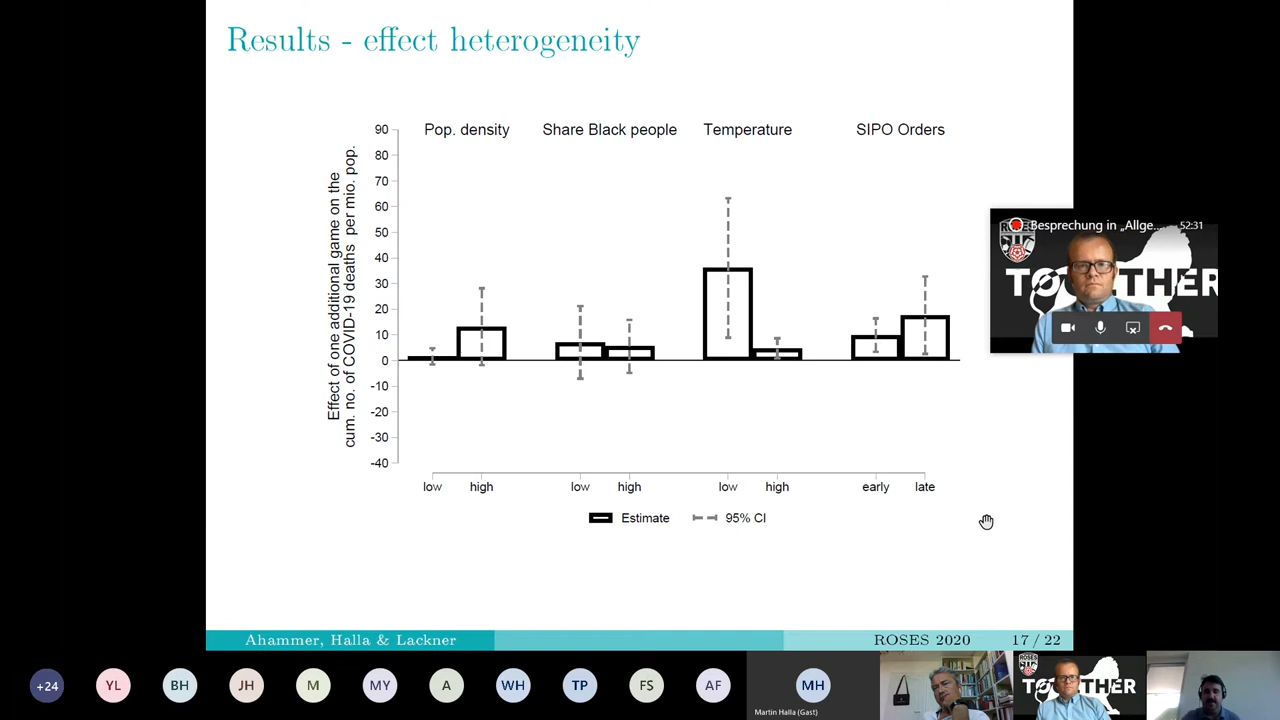 Results - effect heterogeneity
Pop. density
Share Black people
Temperature
SIPO Orders
Effect of one additional game on the
cum. no. of COVID-19 deaths per mio. pop.
90
80
70
60
50
40
30
20
10
0
-10
-20
-30
-40
low
high
low
high
low
high
early
late
Estimate
95% CI
Besprechung in „Allge...
52:31
TOGETHER
Ahammer, Halla & Lackner
ROSES 2020
17 / 22
+24
YL
BH
JH
M
MY
A
WH
TP
FS
AF
MH
Martin Halla (Gast)
TOGETHER